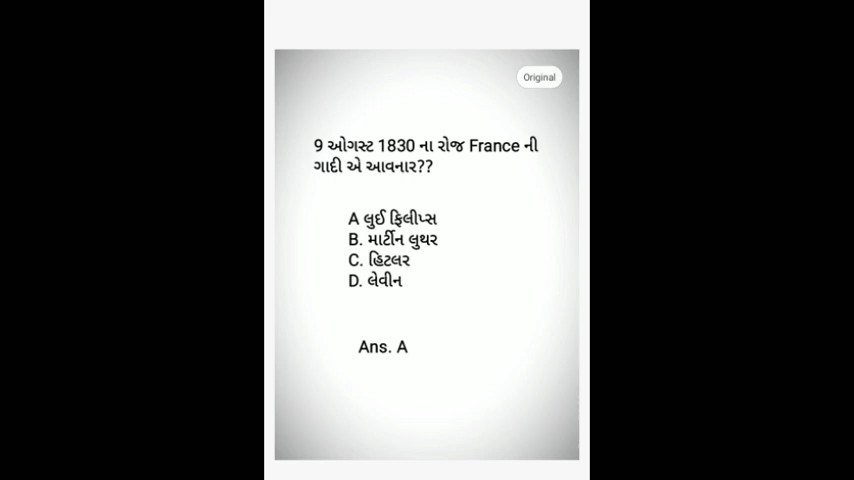 Original
9 ઓગસ્ટ 1830 ના રોજ France ની
ગાદી એ આવનાર??
A લુઈ ફિલીપ્સ
B. માર્ટીન લુથર
C. હિટલર
D. લેવીન
Ans. A